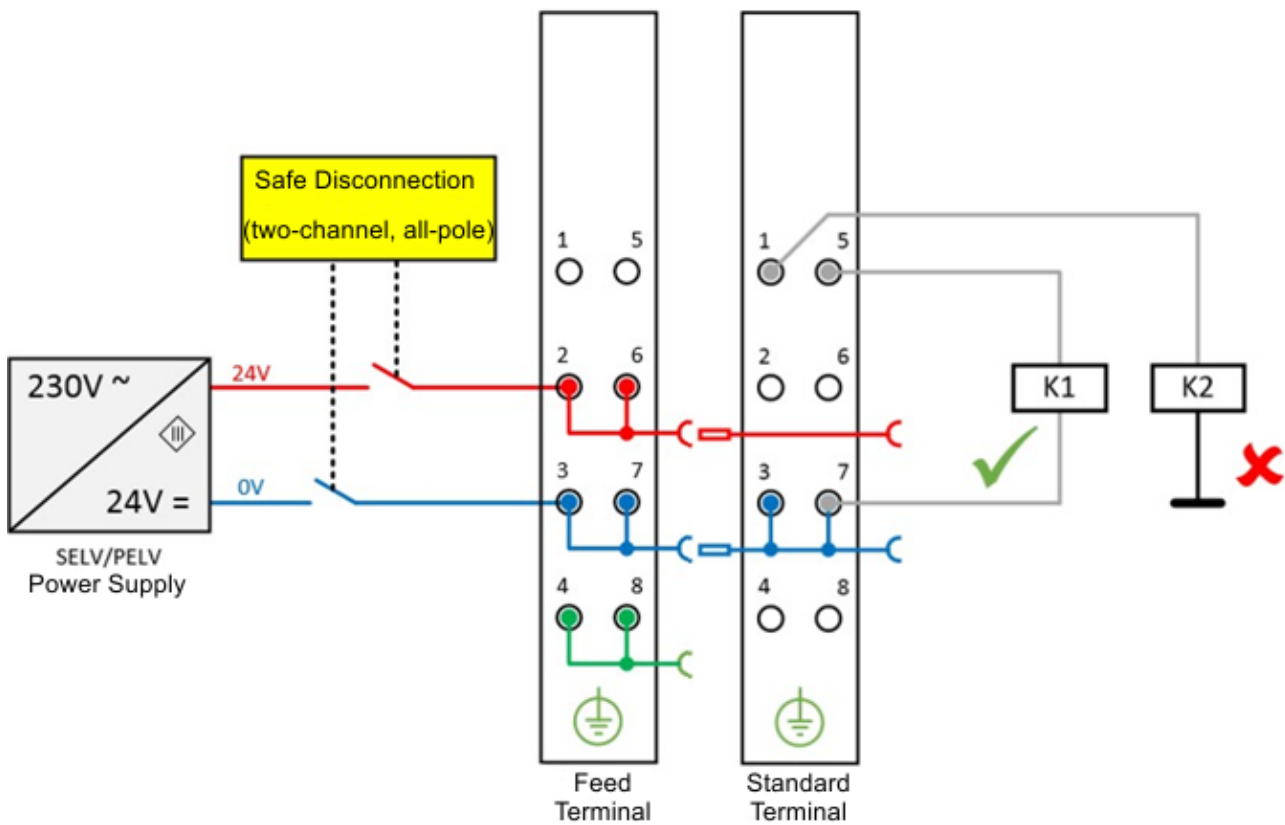 Safe Disconnection
(two-channel, all-pole)
230V ~
III
24V =
SELV/PELV
Power Supply
24V
0V
1 5
2 6
3 7
4 8
Feed
Terminal
1 5
2 6
3 7
4 8
Standard
Terminal
K1
K2